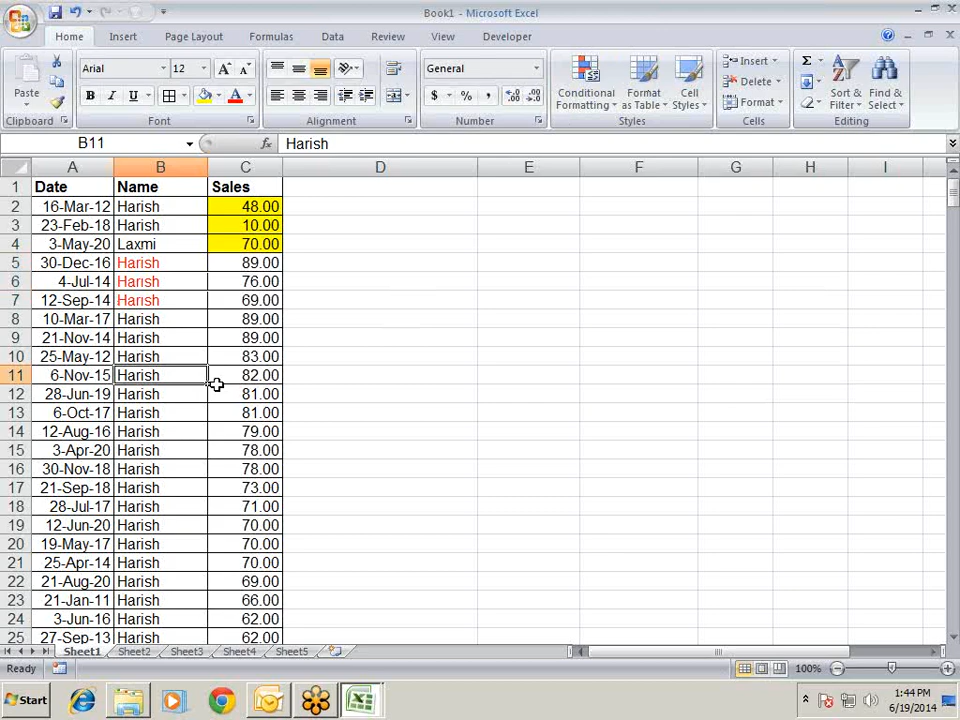 Book1 - Microsoft Excel
Home Insert Page Layout Formulas Data Review View Developer
Arial 12 General Insert Σ
Paste B I U $ % , Conditional Formatting Format as Table Cell Styles Delete Format Sort & Filter Find & Select
Clipboard Font Alignment Number Styles Cells Editing
B11 fx Harish
A B C D E F G H I
1 Date Name Sales
2 16-Mar-12 Harish 48.00
3 23-Feb-18 Harish 10.00
4 3-May-20 Laxmi 70.00
5 30-Dec-16 Harish 89.00
6 4-Jul-14 Harish 76.00
7 12-Sep-14 Harish 69.00
8 10-Mar-17 Harish 89.00
9 21-Nov-14 Harish 89.00
10 25-May-12 Harish 83.00
11 6-Nov-15 Harish 82.00
12 28-Jun-19 Harish 81.00
13 6-Oct-17 Harish 81.00
14 12-Aug-16 Harish 79.00
15 3-Apr-20 Harish 78.00
16 30-Nov-18 Harish 78.00
17 21-Sep-18 Harish 73.00
18 28-Jul-17 Harish 71.00
19 12-Jun-20 Harish 70.00
20 19-May-17 Harish 70.00
21 25-Apr-14 Harish 70.00
22 21-Aug-20 Harish 69.00
23 21-Jan-11 Harish 66.00
24 3-Jun-16 Harish 62.00
25 27-Sep-13 Harish 62.00
Sheet1 Sheet2 Sheet3 Sheet4 Sheet5
Ready 100%
Start 1:44 PM
6/19/2014